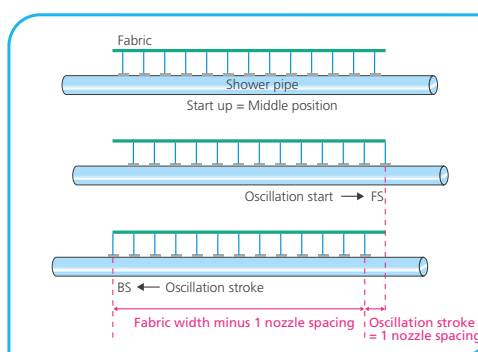 Fabric
Shower pipe
Start up = Middle position
Oscillation start → FS
BS ← Oscillation stroke
Fabric width minus 1 nozzle spacing
Oscillation stroke
= 1 nozzle spacing